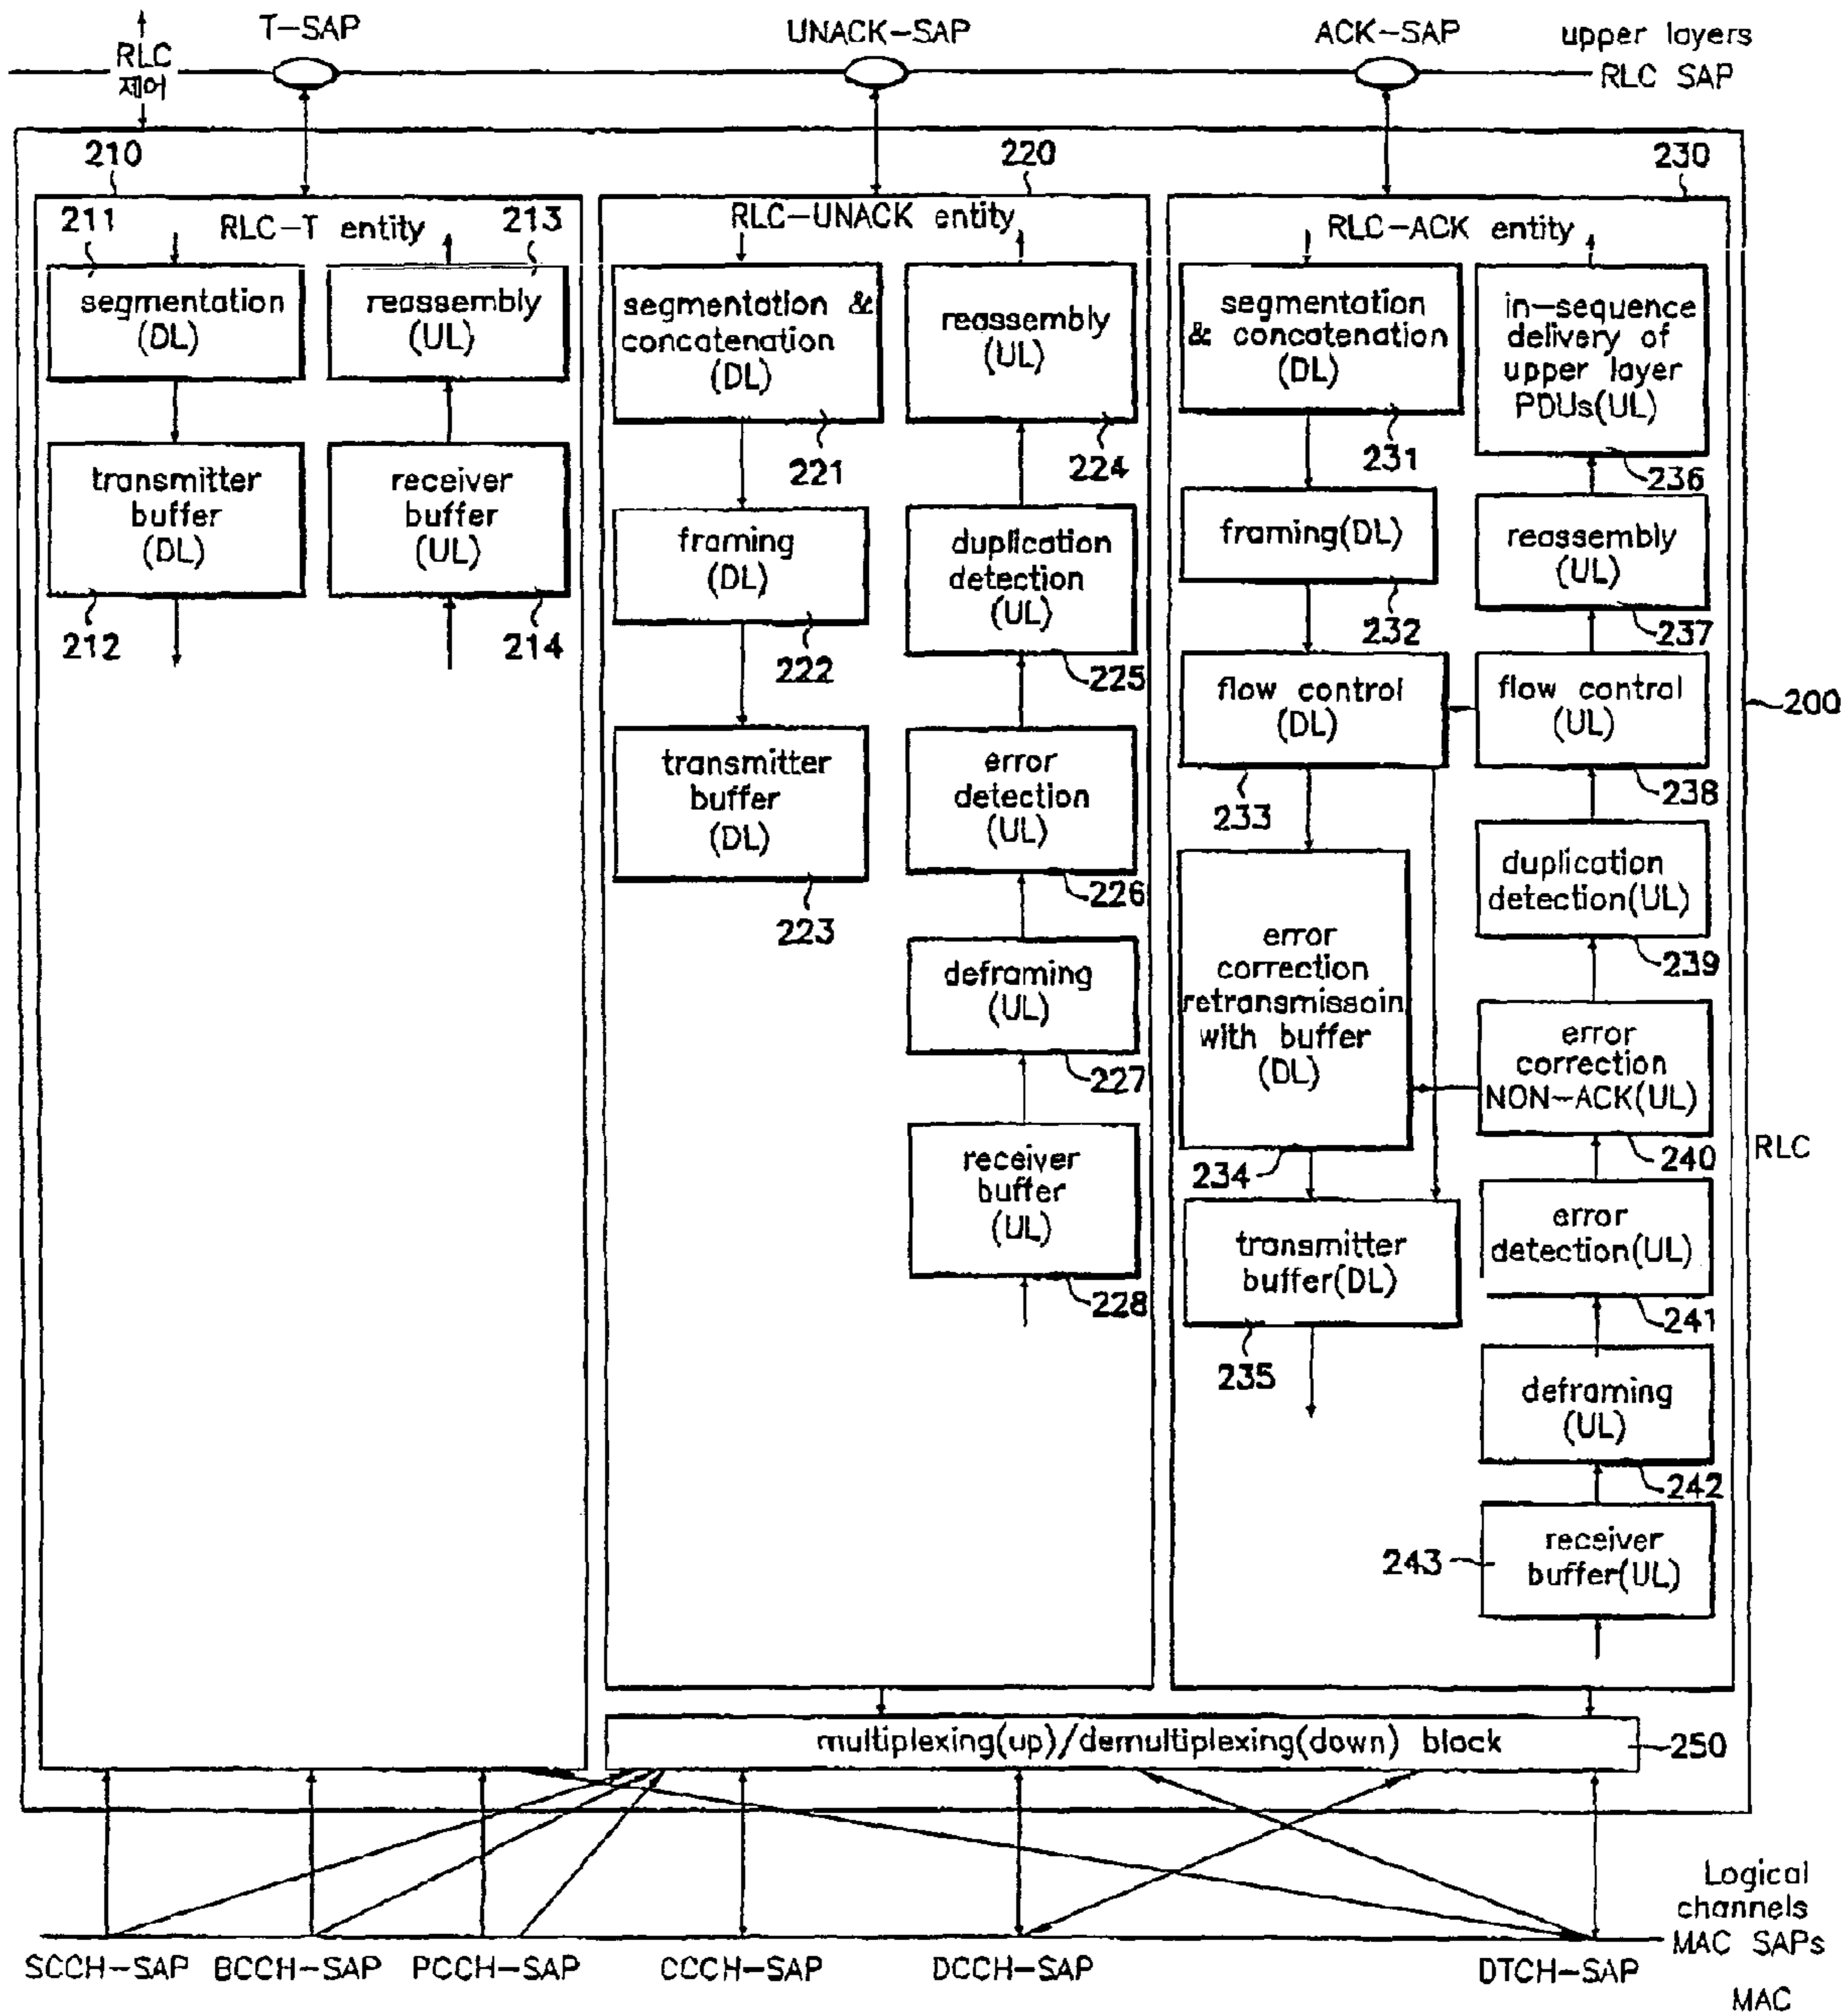 T-SAP
UNACK-SAP
ACK-SAP
upper layers
RLC
제어
RLC SAP
210
220
230
211
RLC-T entity
213
RLC-UNACK entity
RLC-ACK entity
segmentation
(DL)
reassembly
(UL)
transmitter
buffer
(DL)
receiver
buffer
(UL)
212
214
segmentation &
concatenation
(DL)
221
reassembly
(UL)
224
framing
(DL)
222
duplication
detection
(UL)
225
transmitter
buffer
(DL)
223
error
detection
(UL)
226
deframing
(UL)
227
receiver
buffer
(UL)
228
segmentation
& concatenation
(DL)
231
in-sequence
delivery of
upper layer
PDUs(UL)
236
framing(DL)
232
reassembly
(UL)
237
flow control
(DL)
233
flow control
(UL)
238
200
duplication
detection(UL)
239
error
correction
retransmissoin
with buffer
(DL)
234
error
correction
NON-ACK(UL)
240
RLC
transmitter
buffer(DL)
235
error
detection(UL)
241
deframing
(UL)
242
243
receiver
buffer(UL)
multiplexing(up)/demultiplexing(down) block
250
Logical
channels
MAC SAPs
SCCH-SAP
BCCH-SAP
PCCH-SAP
CCCH-SAP
DCCH-SAP
DTCH-SAP
MAC